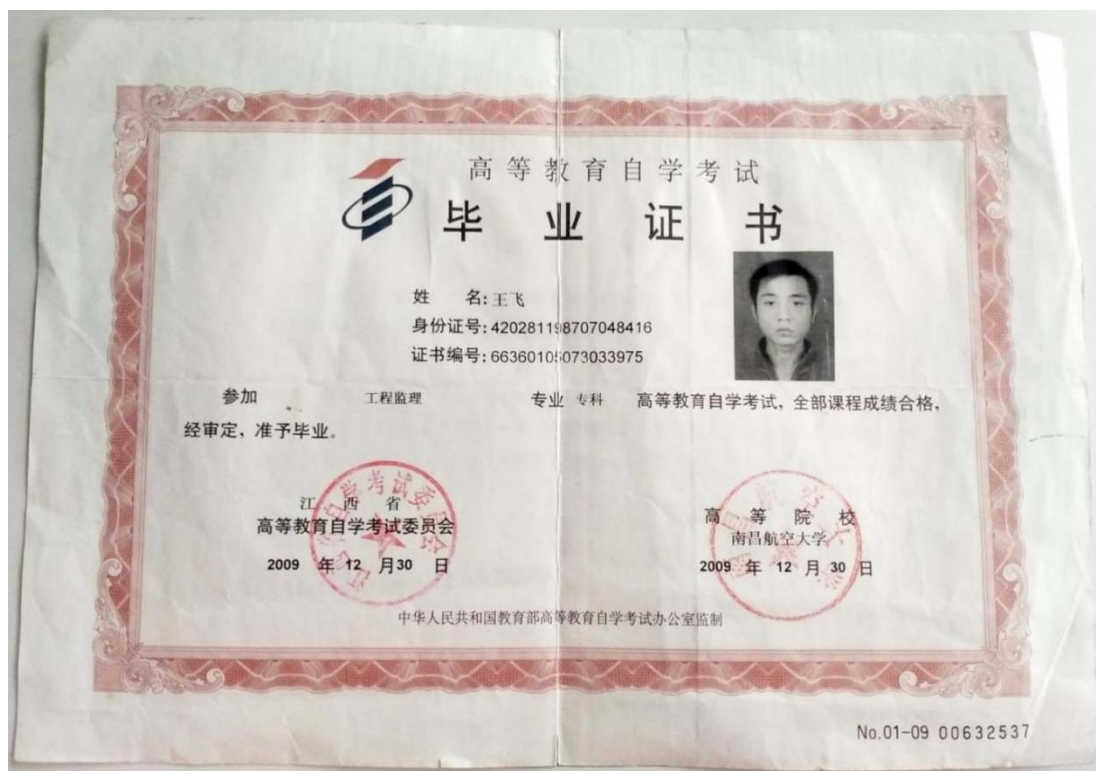 高等教育自学考试
毕业证书
姓 名:王飞
身份证号:420281198707048416
证书编号:66360105073033975
参加 工程监理 专业 专科 高等教育自学考试，全部课程成绩合格，
经审定，准予毕业。
江西省
高等教育自学考试委员会
2009 年 12 月 30 日
高等院校
南昌航空大学
2009 年 12 月 30 日
中华人民共和国教育部高等教育自学考试办公室监制
No.01-09 00632537